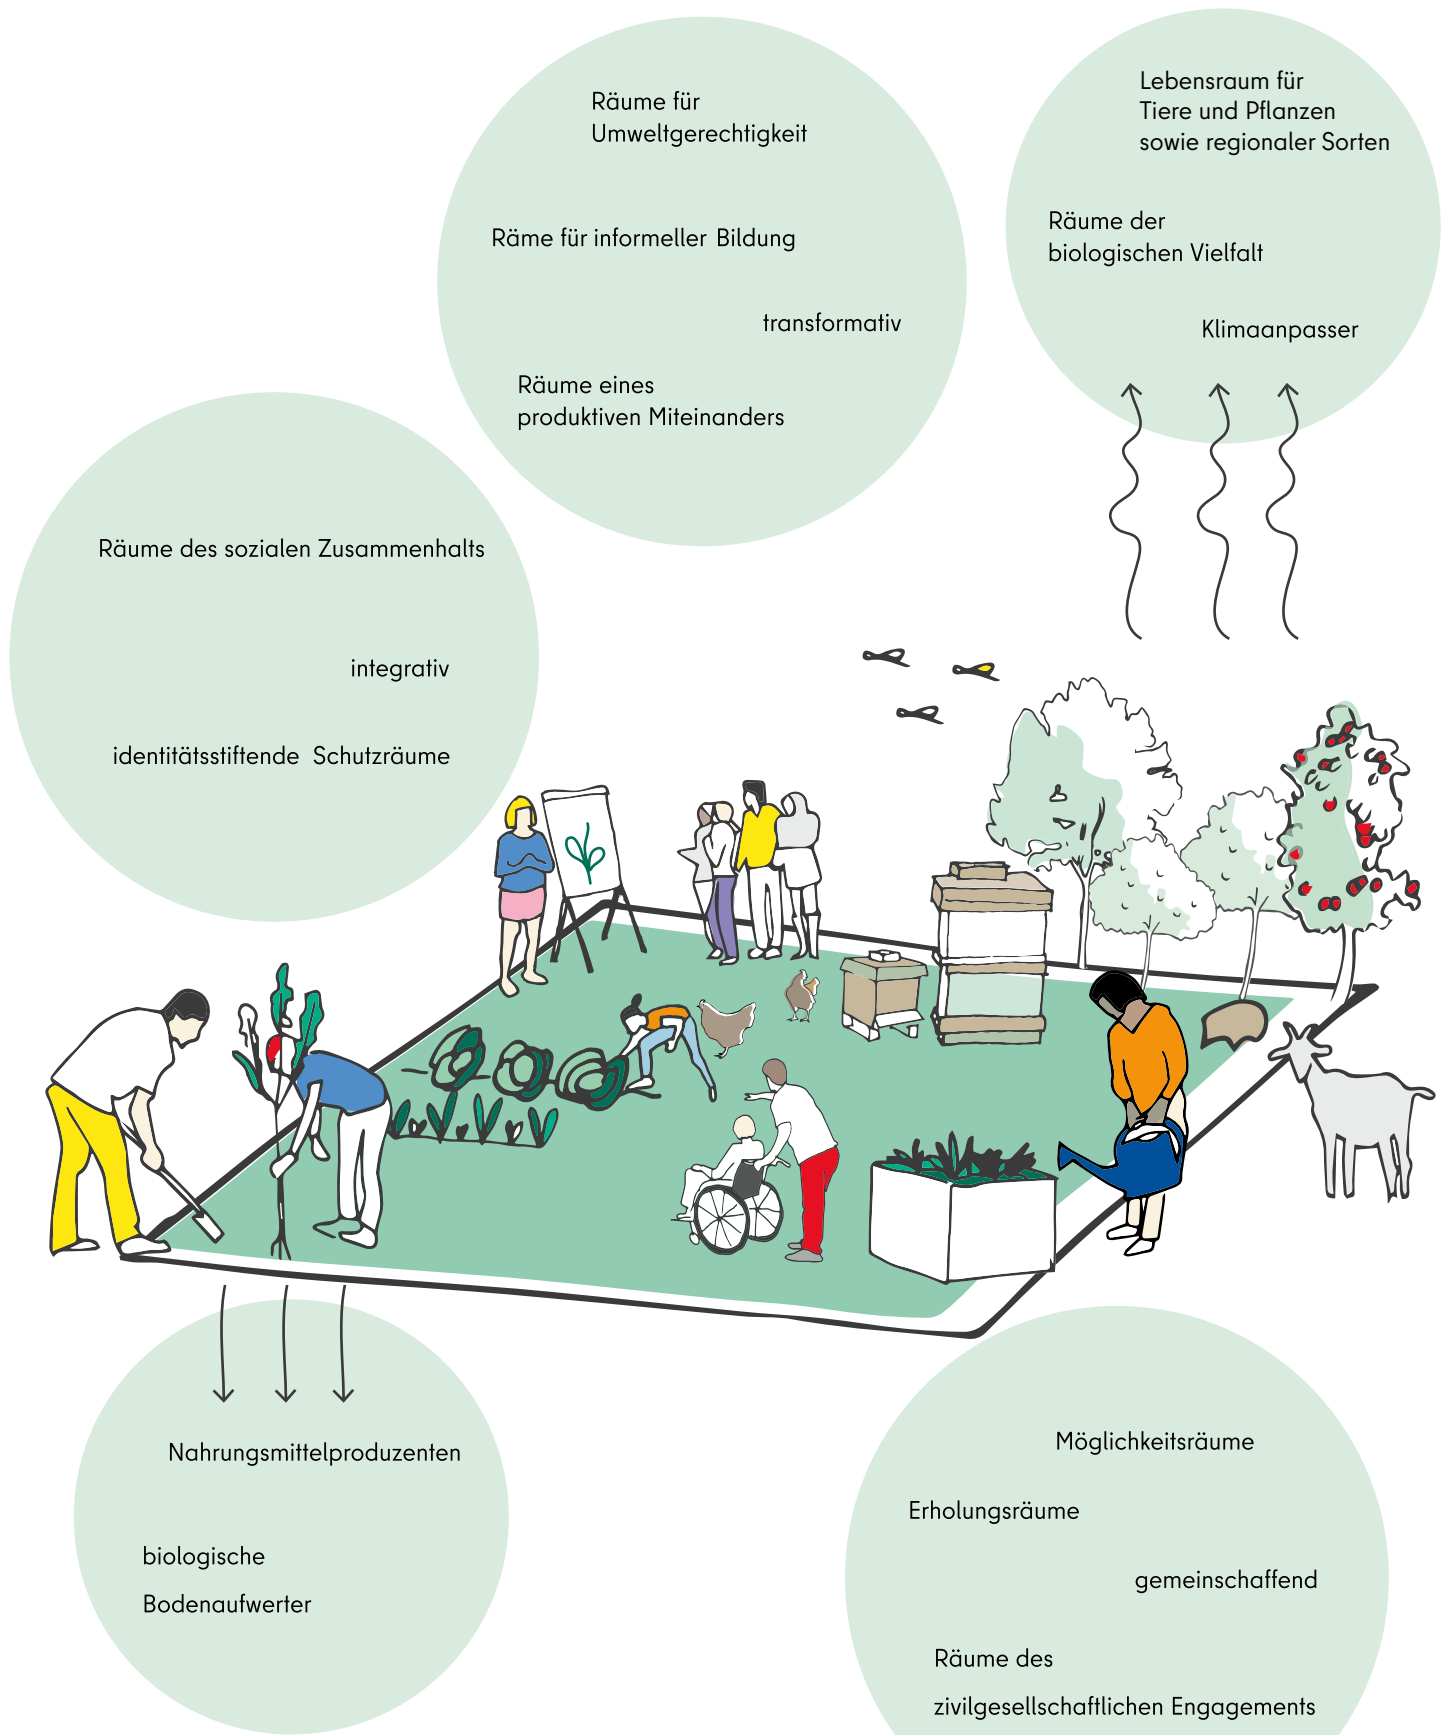 Räume für
Umweltgerechtigkeit
Räme für informeller Bildung
transformativ
Räume eines
produktiven Miteinanders
Lebensraum für
Tiere und Pflanzen
sowie regionaler Sorten
Räume der
biologischen Vielfalt
Klimaanpasser
Räume des sozialen Zusammenhalts
integrativ
identitätsstiftende Schutzräume
Nahrungsmittelproduzenten
biologische
Bodenaufwerter
Möglichkeitsräume
Erholungsräume
gemeinschaffend
Räume des
zivilgesellschaftlichen Engagements